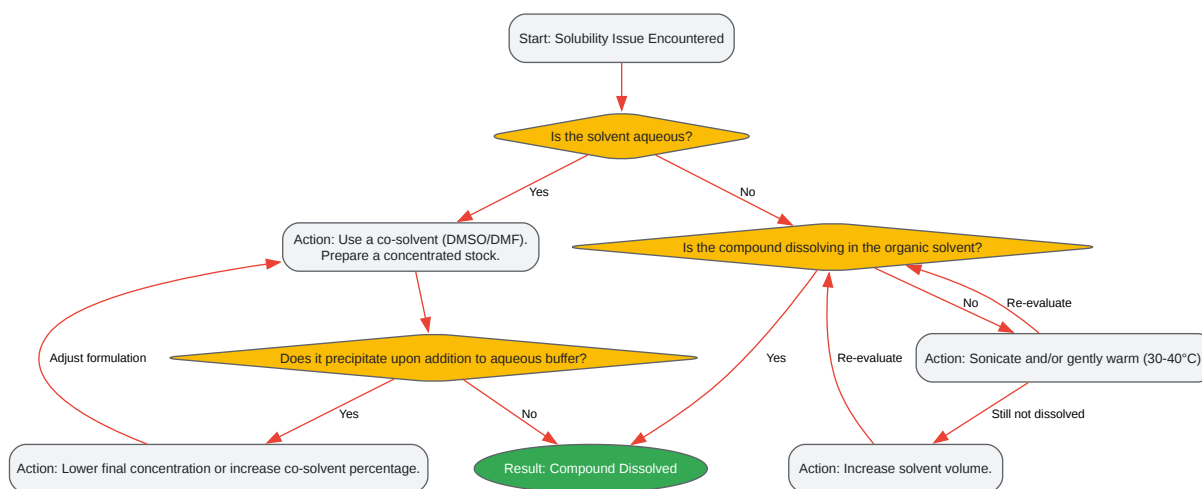 Start: Solubility Issue Encountered
Is the solvent aqueous?
Yes
No
Action: Use a co-solvent (DMSO/DMF).
Prepare a concentrated stock.
Is the compound dissolving in the organic solvent?
No
Re-evaluate
Adjust formulation
Does it precipitate upon addition to aqueous buffer?
Yes
Re-evaluate
Action: Sonicate and/or gently warm (30-40°C)
Yes
No
Still not dissolved
Action: Lower final concentration or increase co-solvent percentage.
Result: Compound Dissolved
Action: Increase solvent volume.